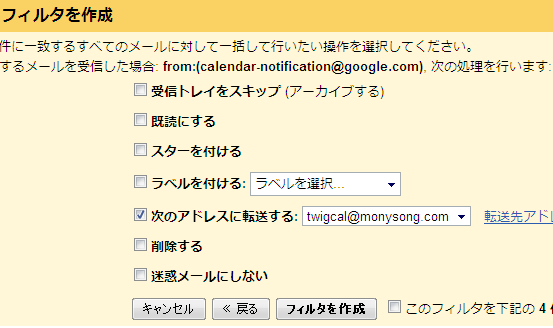 フィルタを作成
件に一致するすべてのメールに対して一括して行いたい操作を選択してください。
するメールを受信した場合: from:(calendar-notification@google.com), 次の処理を行います:
受信トレイをスキップ (アーカイブする)
既読にする
スターを付ける
ラベルを付ける: ラベルを選択...
次のアドレスに転送する: twigcal@monysong.com 転送先アド
削除する
迷惑メールにしない
キャンセル « 戻る フィルタを作成 このフィルタを下記の 4